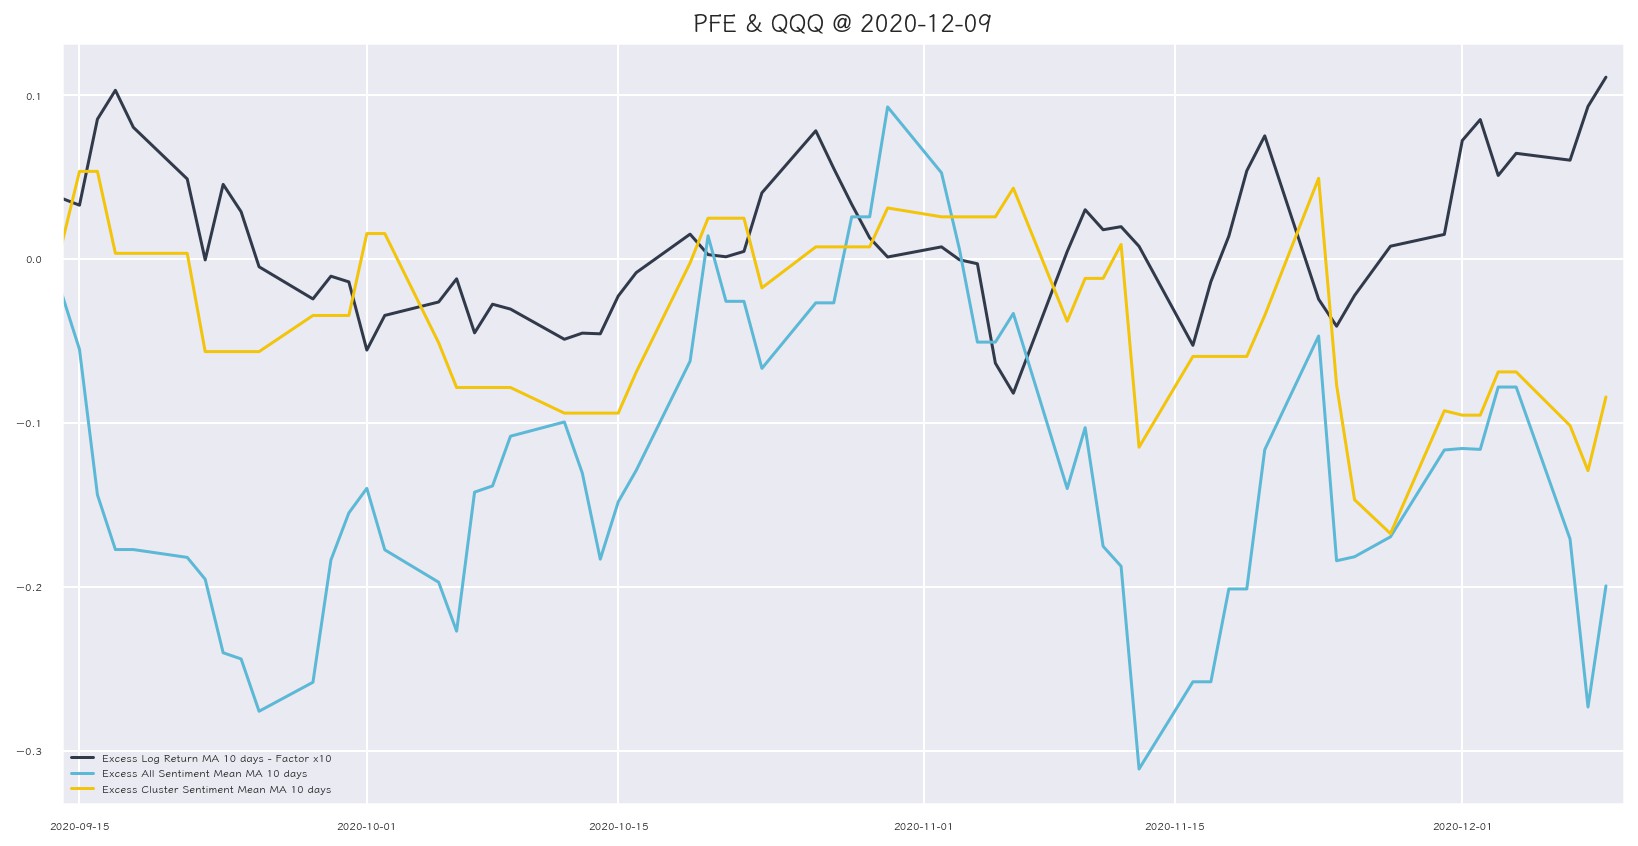 PFE & QQQ @ 2020-12-09
0.1
0.0
−0.1
−0.2
−0.3
Excess Log Return MA 10 days - Factor x10
Excess All Sentiment Mean MA 10 days
Excess Cluster Sentiment Mean MA 10 days
2020-09-15 2020-10-01 2020-10-15 2020-11-01 2020-11-15 2020-12-01